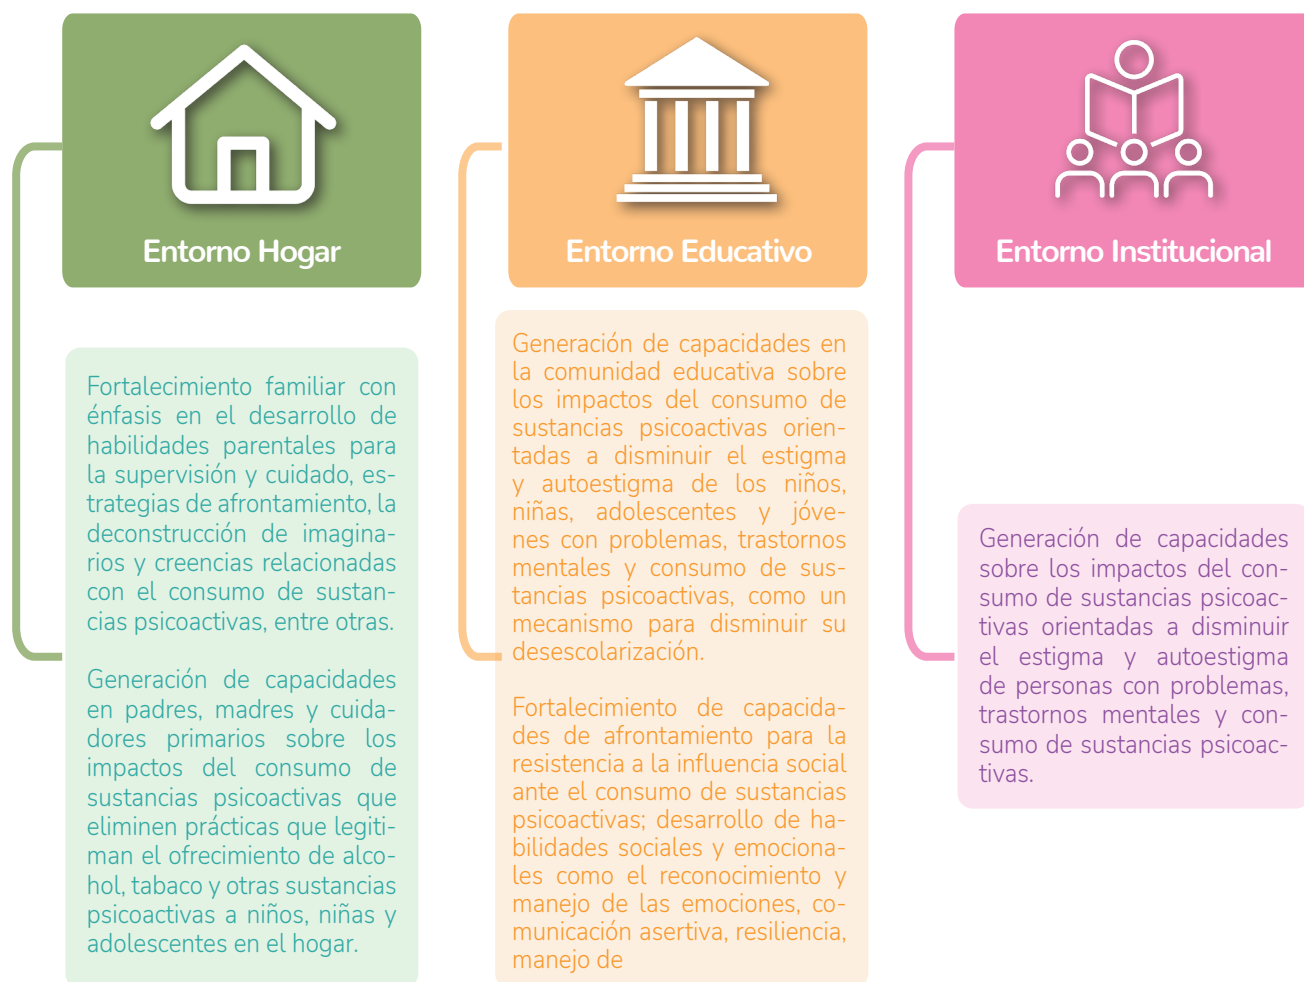 Entorno Hogar
Fortalecimiento familiar con
énfasis en el desarrollo de
habilidades parentales para
la supervisión y cuidado, es-
trategias de afrontamiento, la
deconstrucción de imagina-
rios y creencias relacionadas
con el consumo de sustan-
cias psicoactivas, entre otras.
Generación de capacidades
en padres, madres y cuida-
dores primarios sobre los
impactos del consumo de
sustancias psicoactivas que
eliminen prácticas que legiti-
man el ofrecimiento de alco-
hol, tabaco y otras sustancias
psicoactivas a niños, niñas y
adolescentes en el hogar.
Entorno Educativo
Generación de capacidades en
la comunidad educativa sobre
los impactos del consumo de
sustancias psicoactivas orien-
tadas a disminuir el estigma
y autoestigma de los niños,
niñas, adolescentes y jóve-
nes con problemas, trastornos
mentales y consumo de sus-
tancias psicoactivas, como un
mecanismo para disminuir su
desescolarización.
Fortalecimiento de capacida-
des de afrontamiento para la
resistencia a la influencia social
ante el consumo de sustancias
psicoactivas; desarrollo de ha-
bilidades sociales y emociona-
les como el reconocimiento y
manejo de las emociones, co-
municación asertiva, resiliencia,
manejo de
Entorno Institucional
Generación de capacidades
sobre los impactos del con-
sumo de sustancias psicoac-
tivas orientadas a disminuir
el estigma y autoestigma
de personas con problemas,
trastornos mentales y con-
sumo de sustancias psicoac-
tivas.